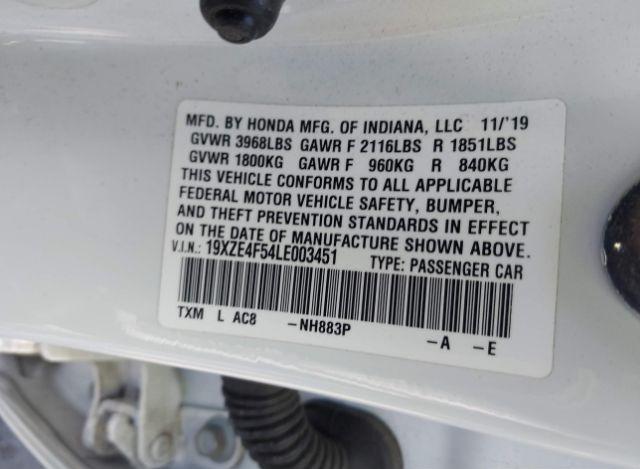 MFD. BY HONDA MFG. OF INDIANA, LLC 11/'19
GVWR 3968LBS GAWR F 2116LBS R 1851LBS
GVWR 1800KG GAWR F 960KG R 840KG
THIS VEHICLE CONFORMS TO ALL APPLICABLE
FEDERAL MOTOR VEHICLE SAFETY, BUMPER,
AND THEFT PREVENTION STANDARDS IN EFFECT
ON THE DATE OF MANUFACTURE SHOWN ABOVE.
V.I.N.: 19XZE4F54LE003451 TYPE: PASSENGER CAR
TXM L AC8 -NH883P -A -E